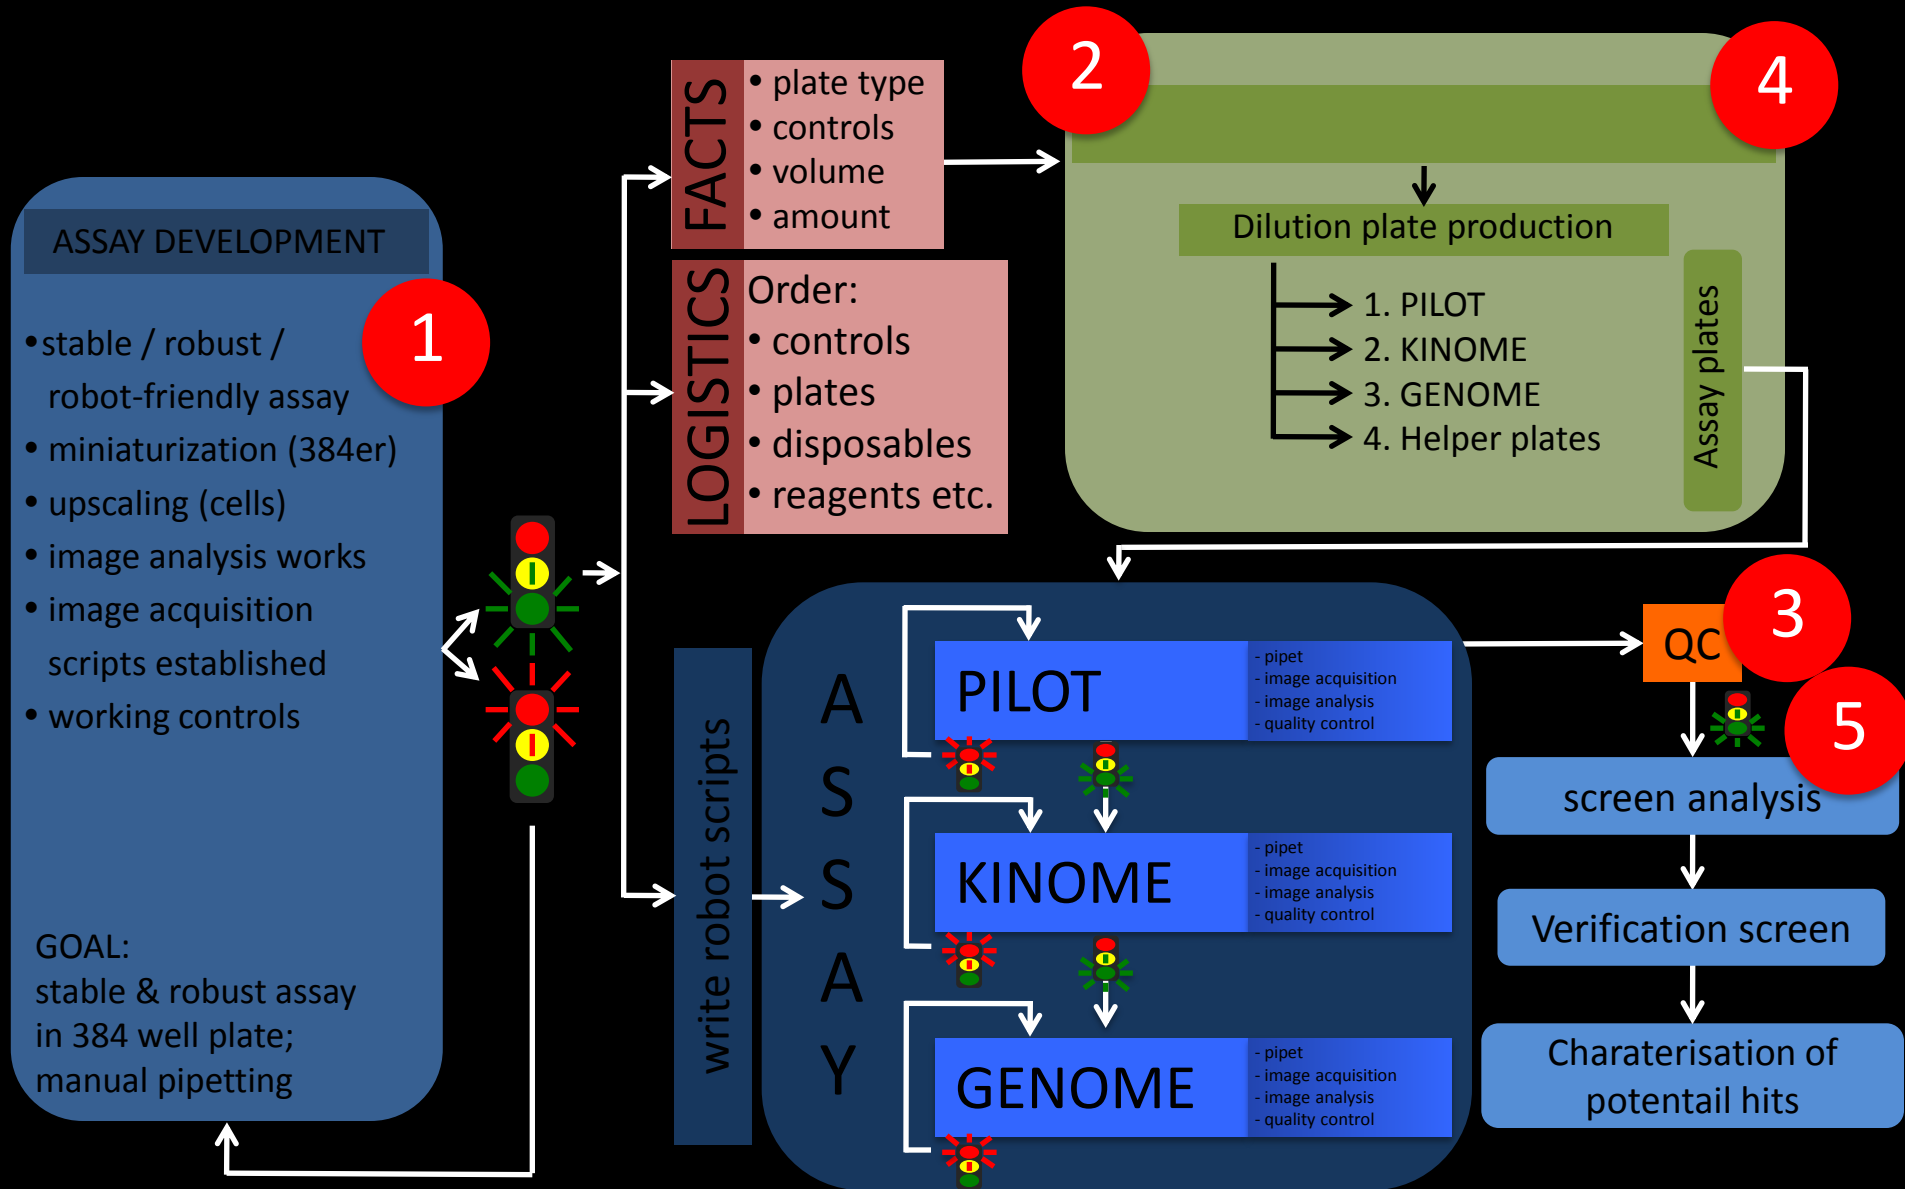 ASSAY DEVELOPMENT
1
•stable / robust /
robot-friendly assay
• miniaturization (384er)
• upscaling (cells)
• image analysis works
• image acquisition
scripts established
• working controls
GOAL:
stable & robust assay
in 384 well plate;
manual pipetting
FACTS
• plate type
• controls
• volume
• amount
LOGISTICS
Order:
• controls
• plates
• disposables
• reagents etc.
2
4
Dilution plate production
1. PILOT
2. KINOME
3. GENOME
4. Helper plates
Assay plates
write robot scripts
ASSAY
PILOT
- pipet
- image acquisition
- image analysis
- quality control
KINOME
- pipet
- image acquisition
- image analysis
- quality control
GENOME
- pipet
- image acquisition
- image analysis
- quality control
QC
3
5
screen analysis
Verification screen
Charaterisation of
potentail hits